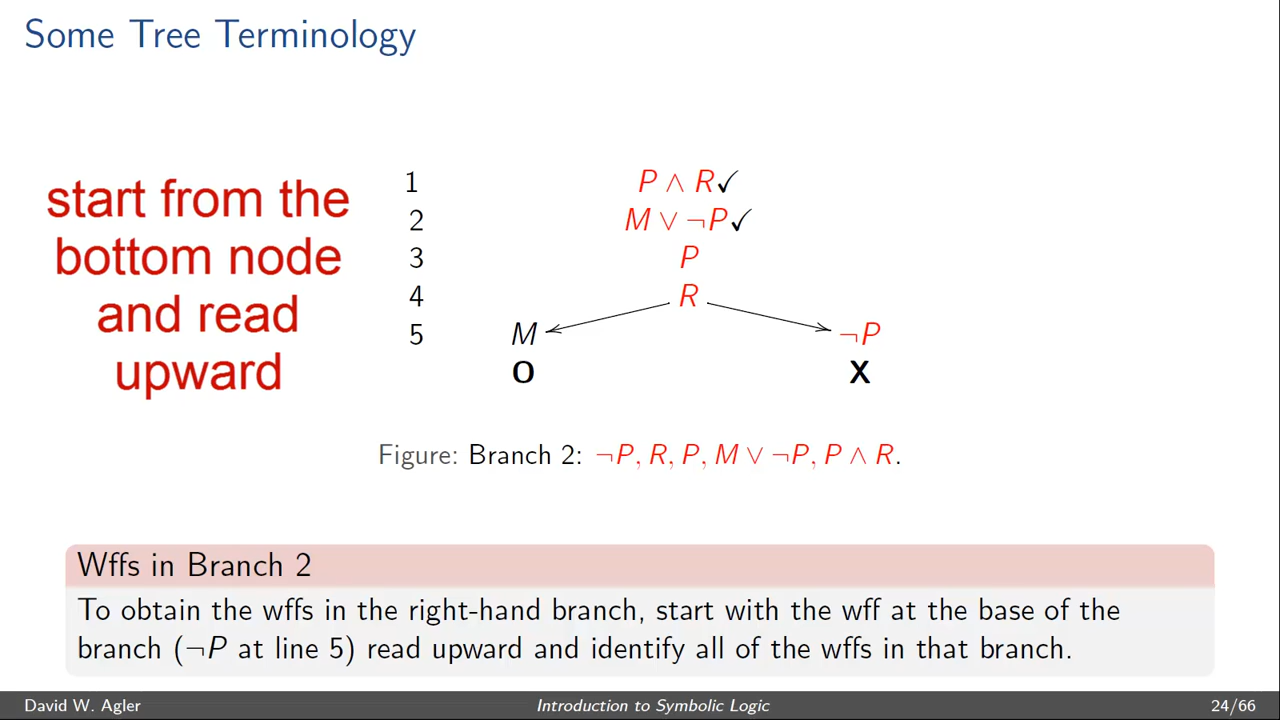 Some Tree Terminology
start from the
bottom node
and read
upward
1 P ∧ R✓
2 M ∨ ¬P✓
3 P
4 R
5 M ¬P
O X
Figure: Branch 2: ¬P, R, P, M ∨ ¬P, P ∧ R.
Wffs in Branch 2
To obtain the wffs in the right-hand branch, start with the wff at the base of the
branch (¬P at line 5) read upward and identify all of the wffs in that branch.
David W. Agler Introduction to Symbolic Logic 24/66